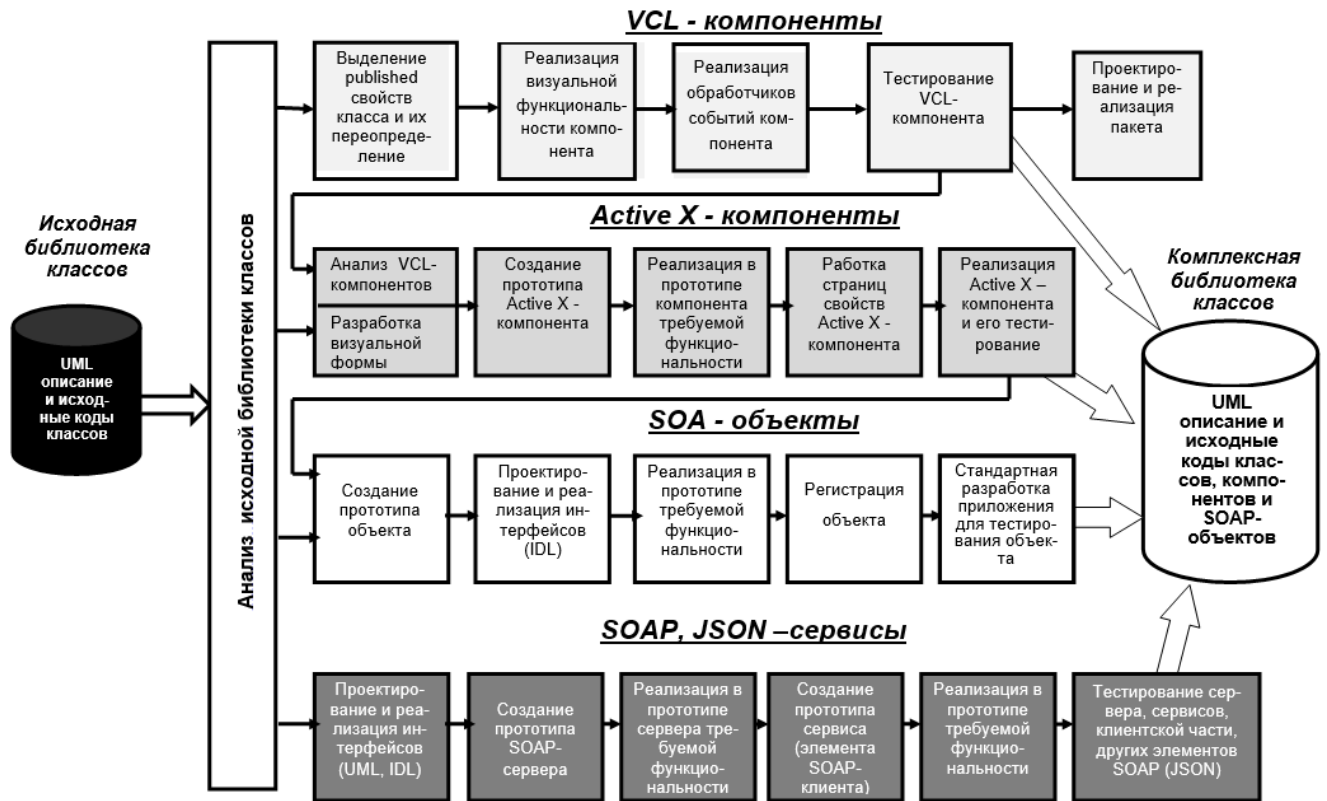 VCL - компоненты
Выделение
published
свойств
класса и их
переопреде-
ление
Реализация
визуальной
функциональ-
ности компо-
нента
Реализация
обработчиков
событий ком-
понента
Тестирование
VCL-
компонента
Проектиро-
вание и ре-
ализация
пакета
Исходная
библиотека
классов
UML
описание
и исход-
ные коды
классов
Анализ исходной библиотеки классов
Active X - компоненты
Анализ VCL-
компонентов
Разработка
визуальной
формы
Создание
прототипа
Active X -
компонента
Реализация в
прототипе
компонента
требуемой
функцио-
нальности
Работка
страниц
свойств
Active X -
компонента
Реализация
Active X –
компонента
и его тести-
рование
Комплексная
библиотека
классов
UML
описание и
исходные
коды клас-
сов, компо-
нентов и
SOAP-
объектов
SOA - объекты
Создание
прототипа
объекта
Проектиро-
вание и реа-
лизация ин-
терфейсов
(IDL)
Реализация в
прототипе
требуемой
функцио-
нальности
Регистрация
объекта
Стандартная
разработка
приложения
для тестиро-
вания объек-
та
SOAP, JSON –сервисы
Проектиро-
вание и реа-
лизация ин-
терфейсов
(UML, IDL)
Создание
прототипа
SOAP-
сервера
Реализация в
прототипе
сервера тре-
буемой
функцио-
нальности
Создание
прототипа
сервиса
(элемента
SOAP-
клиента)
Реализация в
прототипе
требуемой
функцио-
нальности
Тестирование сер-
вера, сервисов,
клиентской части,
других элементов
SOAP (JSON)